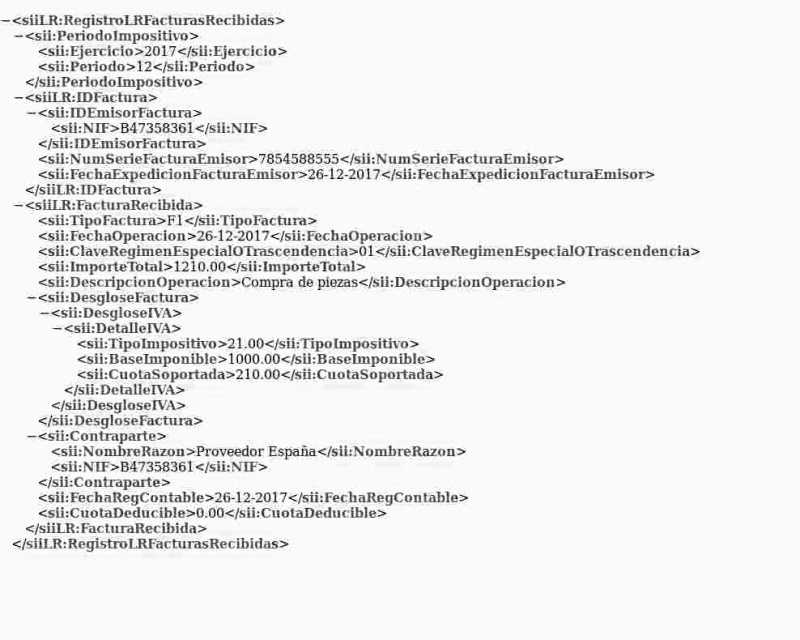 −<siiLR:RegistroLRFacturasRecibidas>
−<sii:PeriodoImpositivo>
<sii:Ejercicio>2017</sii:Ejercicio>
<sii:Periodo>12</sii:Periodo>
</sii:PeriodoImpositivo>
−<siiLR:IDFactura>
−<sii:IDEmisorFactura>
<sii:NIF>B47358361</sii:NIF>
</sii:IDEmisorFactura>
<sii:NumSerieFacturaEmisor>7854588555</sii:NumSerieFacturaEmisor>
<sii:FechaExpedicionFacturaEmisor>26-12-2017</sii:FechaExpedicionFacturaEmisor>
</siiLR:IDFactura>
−<siiLR:FacturaRecibida>
<sii:TipoFactura>F1</sii:TipoFactura>
<sii:FechaOperacion>26-12-2017</sii:FechaOperacion>
<sii:ClaveRegimenEspecialOTrascendencia>01</sii:ClaveRegimenEspecialOTrascendencia>
<sii:ImporteTotal>1210.00</sii:ImporteTotal>
<sii:DescripcionOperacion>Compra de piezas</sii:DescripcionOperacion>
−<sii:DesgloseFactura>
−<sii:DesgloseIVA>
−<sii:DetalleIVA>
<sii:TipoImpositivo>21.00</sii:TipoImpositivo>
<sii:BaseImponible>1000.00</sii:BaseImponible>
<sii:CuotaSoportada>210.00</sii:CuotaSoportada>
</sii:DetalleIVA>
</sii:DesgloseIVA>
</sii:DesgloseFactura>
−<sii:Contraparte>
<sii:NombreRazon>Proveedor España</sii:NombreRazon>
<sii:NIF>B47358361</sii:NIF>
</sii:Contraparte>
<sii:FechaRegContable>26-12-2017</sii:FechaRegContable>
<sii:CuotaDeducible>0.00</sii:CuotaDeducible>
</siiLR:FacturaRecibida>
</siiLR:RegistroLRFacturasRecibidas>